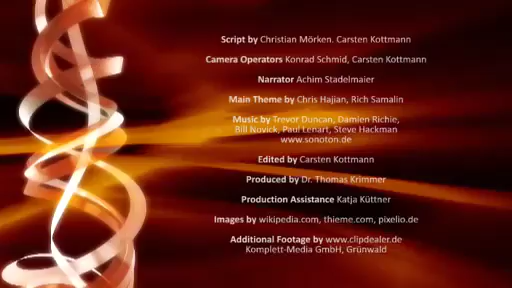 Script by Christian Mörken. Carsten Kottmann
Camera Operators Konrad Schmid, Carsten Kottmann
Narrator Achim Stadelmaier
Main Theme by Chris Hajian, Rich Samalin
Music by Trevor Duncan, Damien Richie,
Bill Novick, Paul Lenart, Steve Hackman
www.sonoton.de
Edited by Carsten Kottmann
Produced by Dr. Thomas Krimmer
Production Assistance Katja Küttner
Images by wikipedia.com, thieme.com, pixelio.de
Additional Footage by www.clipdealer.de
Komplett-Media GmbH, Grünwald